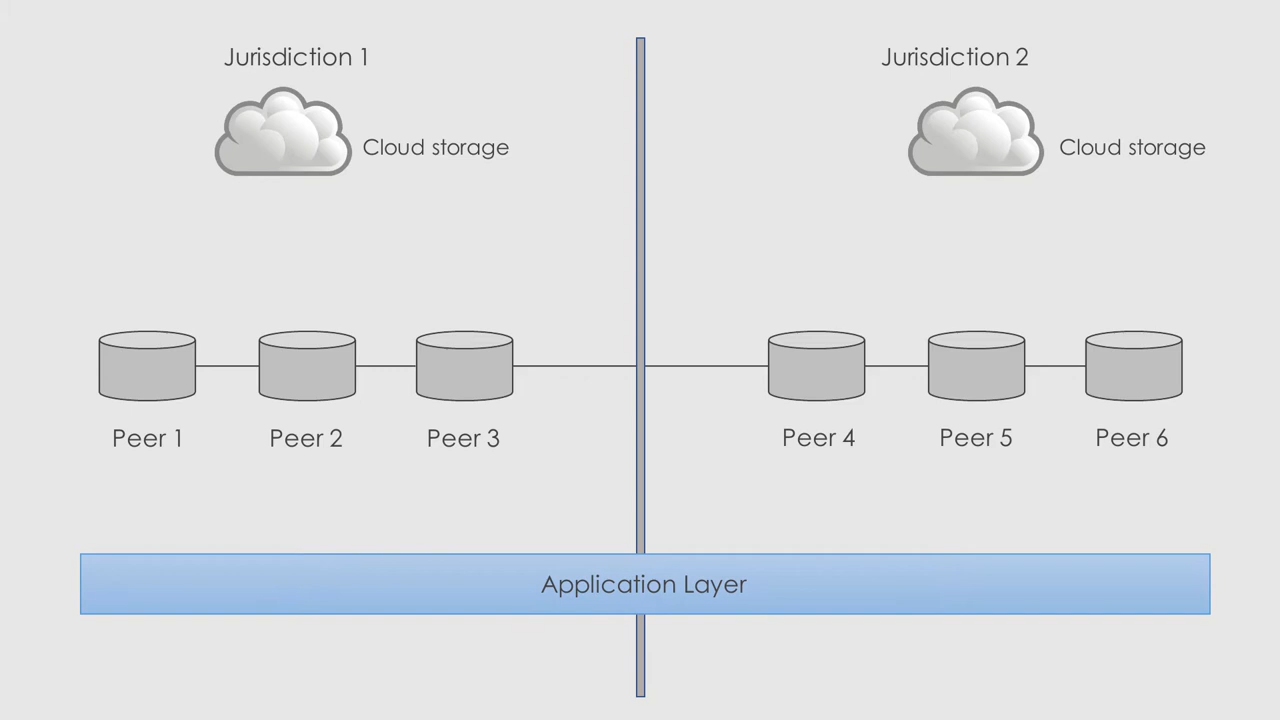 Jurisdiction 1
Jurisdiction 2
Cloud storage
Cloud storage
Peer 1
Peer 2
Peer 3
Peer 4
Peer 5
Peer 6
Application Layer